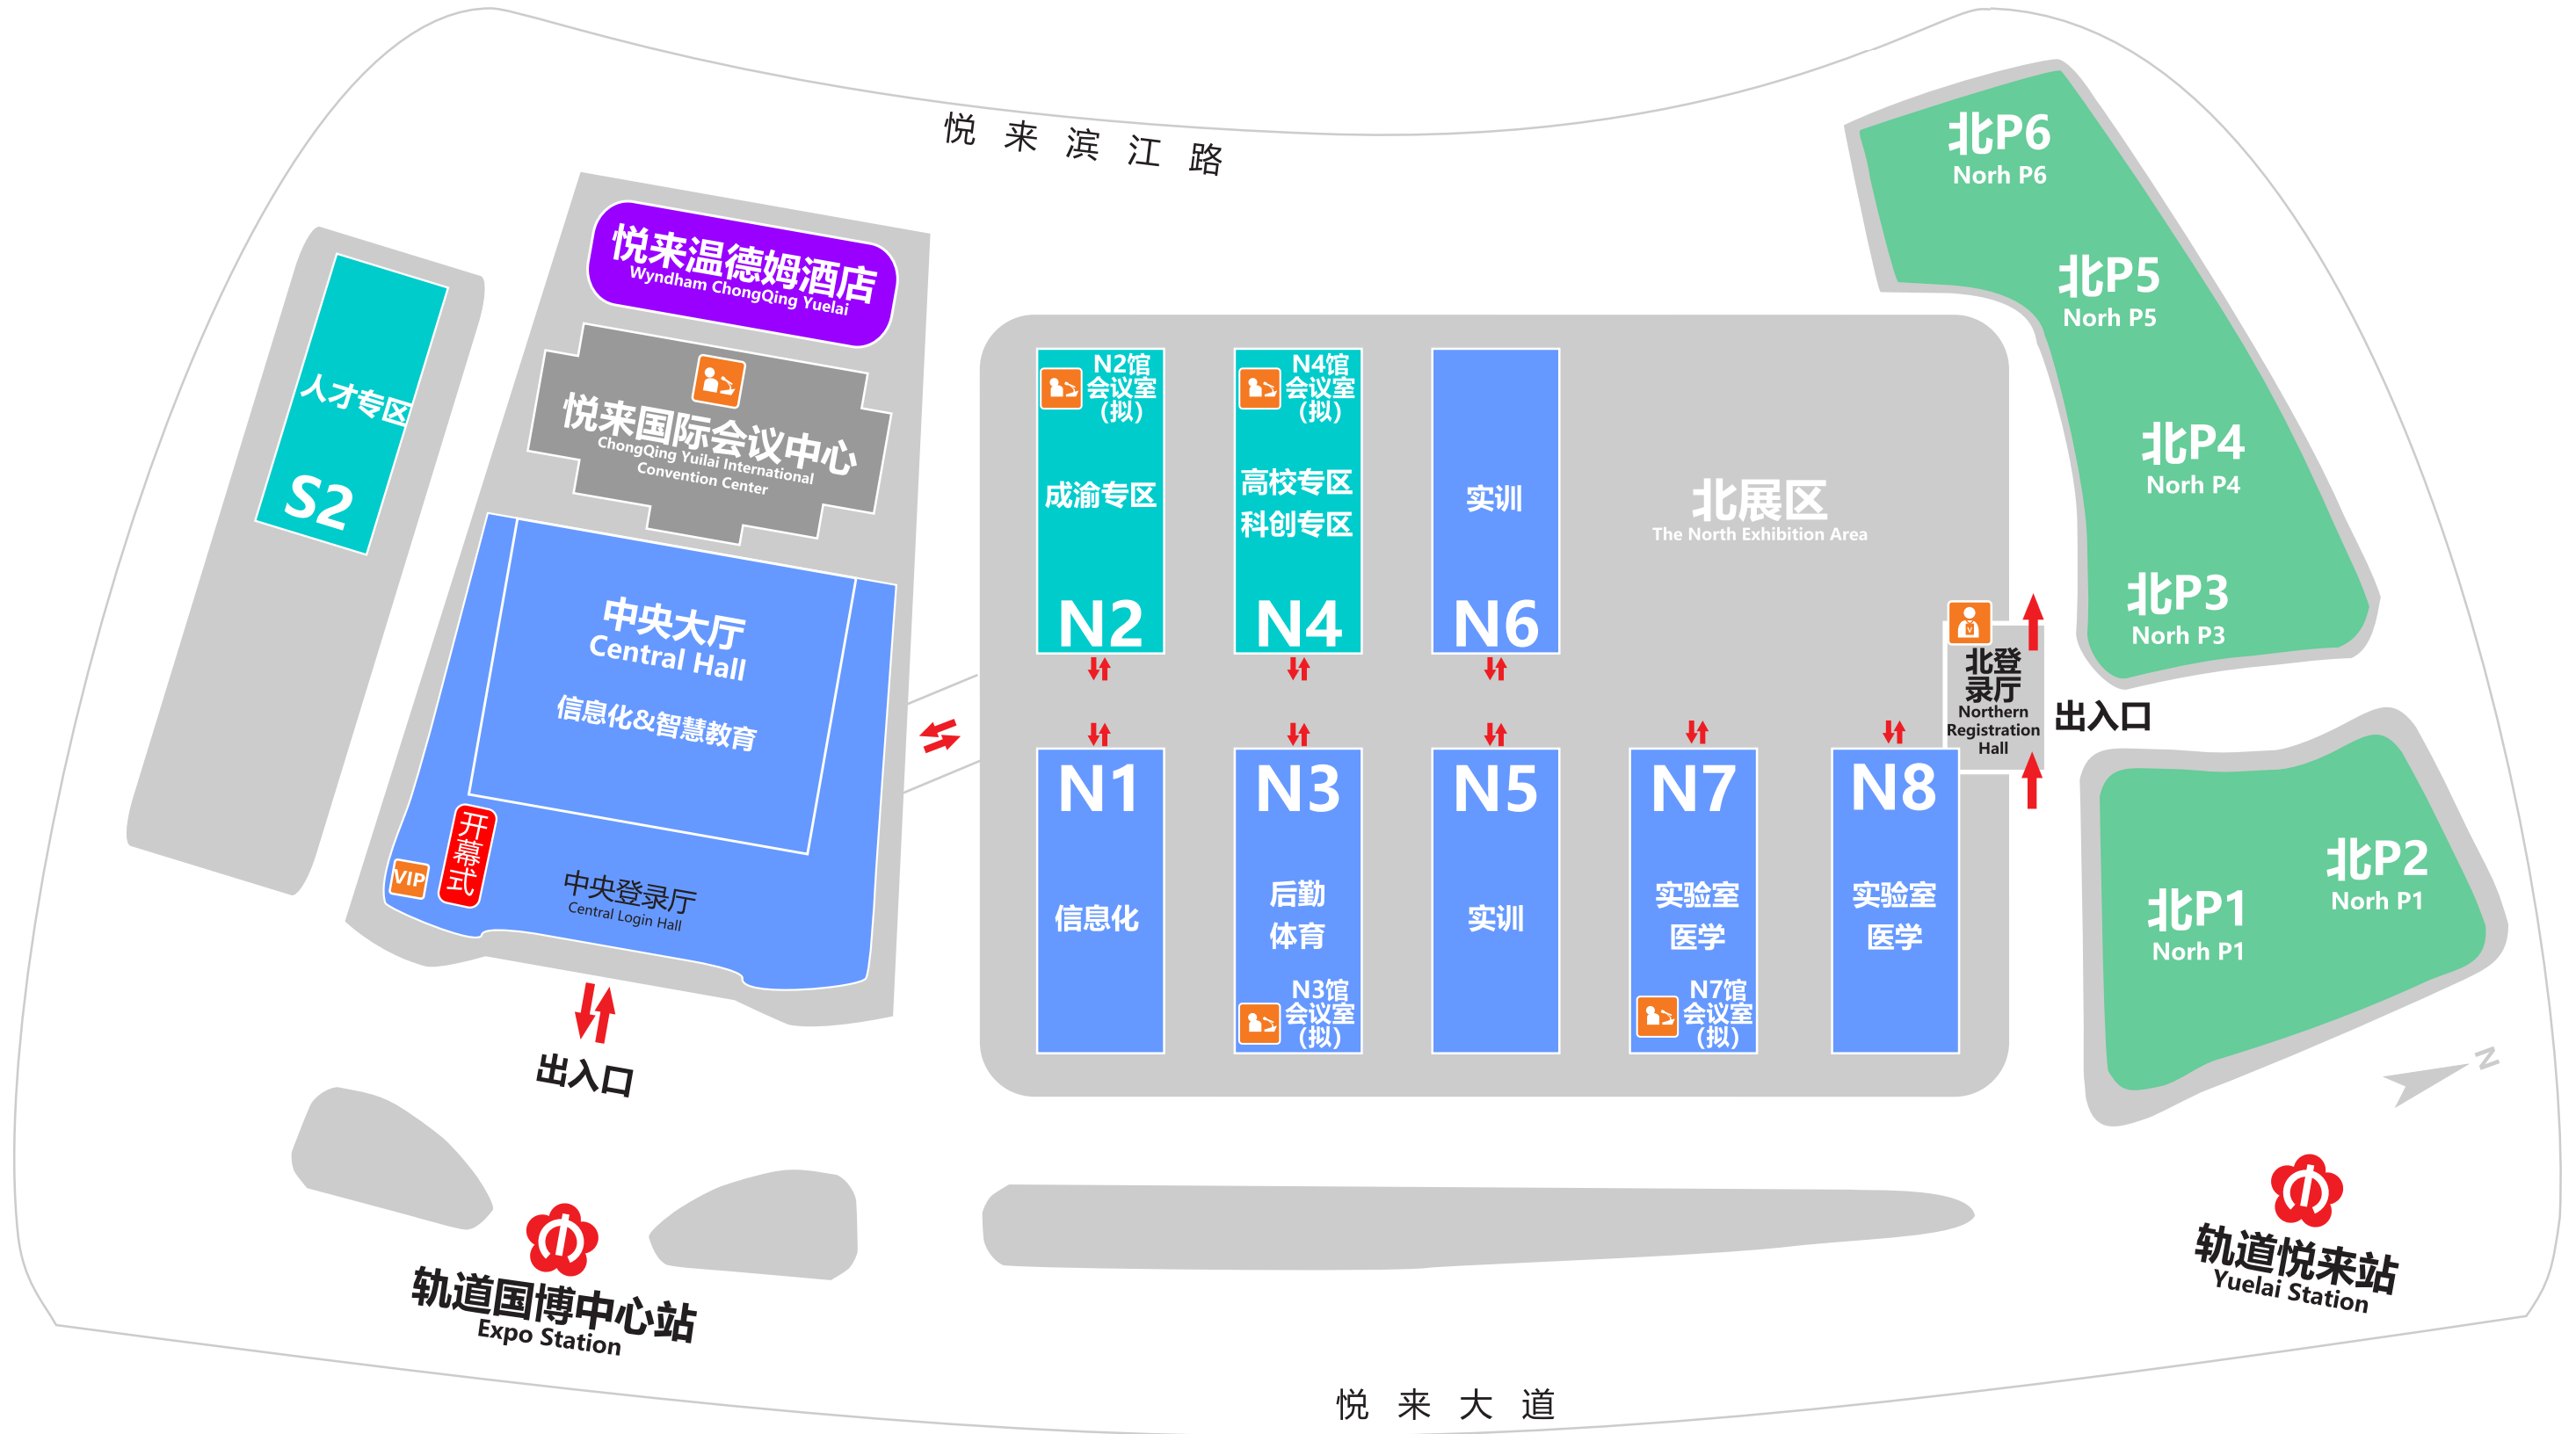 悦来滨江路
北P6
Norh P6
悦来温德姆酒店
Wyndham ChongQing Yuelai
北P5
Norh P5
人才专区
S2
悦来国际会议中心
ChongQing Yuilai International
Convention Center
N2馆
会议室
(拟)
成渝专区
N2
N4馆
会议室
(拟)
高校专区
科创专区
N4
实训
N6
北展区
The North Exhibition Area
北P4
Norh P4
北P3
Norh P3
中央大厅
Central Hall
信息化&智慧教育
V
北登
录厅
Northern
Registration
Hall
出入口
开幕式
VIP
中央登录厅
Central Login Hall
出入口
N1
信息化
N3
后勤
体育
N3馆
会议室
(拟)
N5
实训
N7
实验室
医学
N7馆
会议室
(拟)
N8
实验室
医学
北P2
Norh P1
北P1
Norh P1
N
轨道国博中心站
Expo Station
轨道悦来站
Yuelai Station
悦来大道